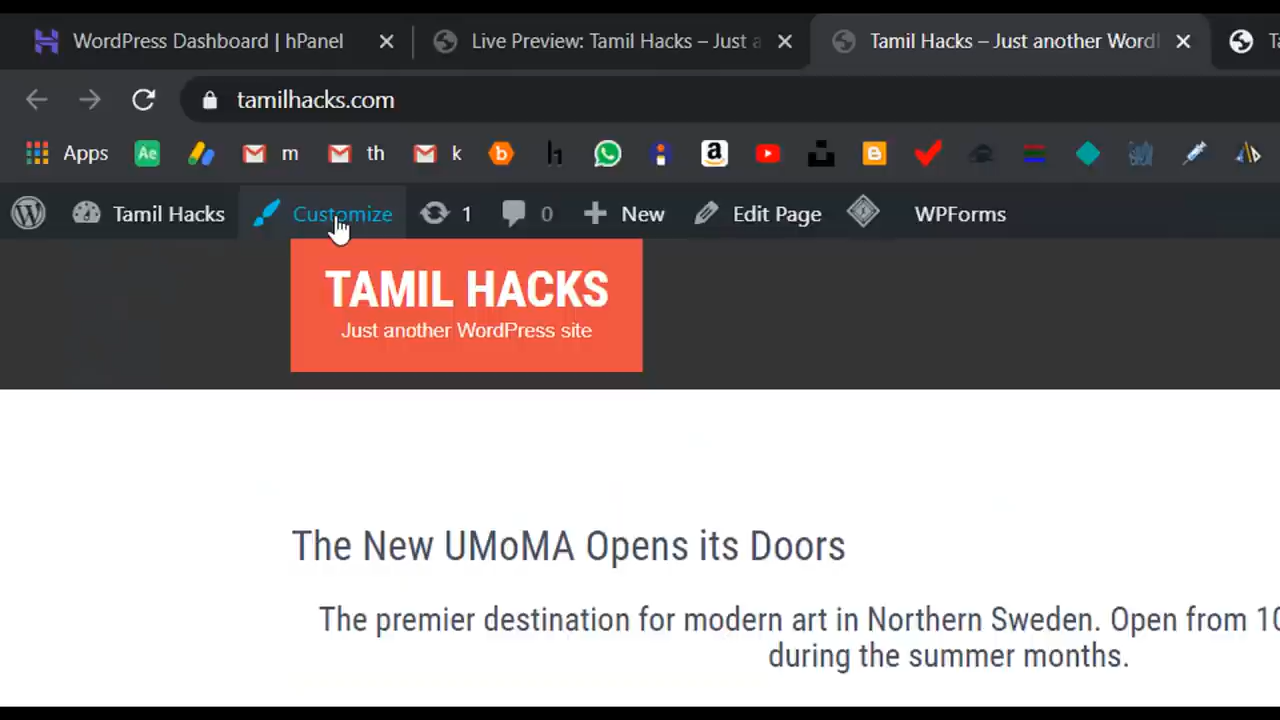 WordPress Dashboard | hPanel
Live Preview: Tamil Hacks – Just a
Tamil Hacks – Just another Word
tamilhacks.com
Apps
Ae
m
th
k
b
h1
a
Tamil Hacks
Customize
1
0
New
Edit Page
WPForms
TAMIL HACKS
Just another WordPress site
The New UMoMA Opens its Doors
The premier destination for modern art in Northern Sweden. Open from 10
during the summer months.